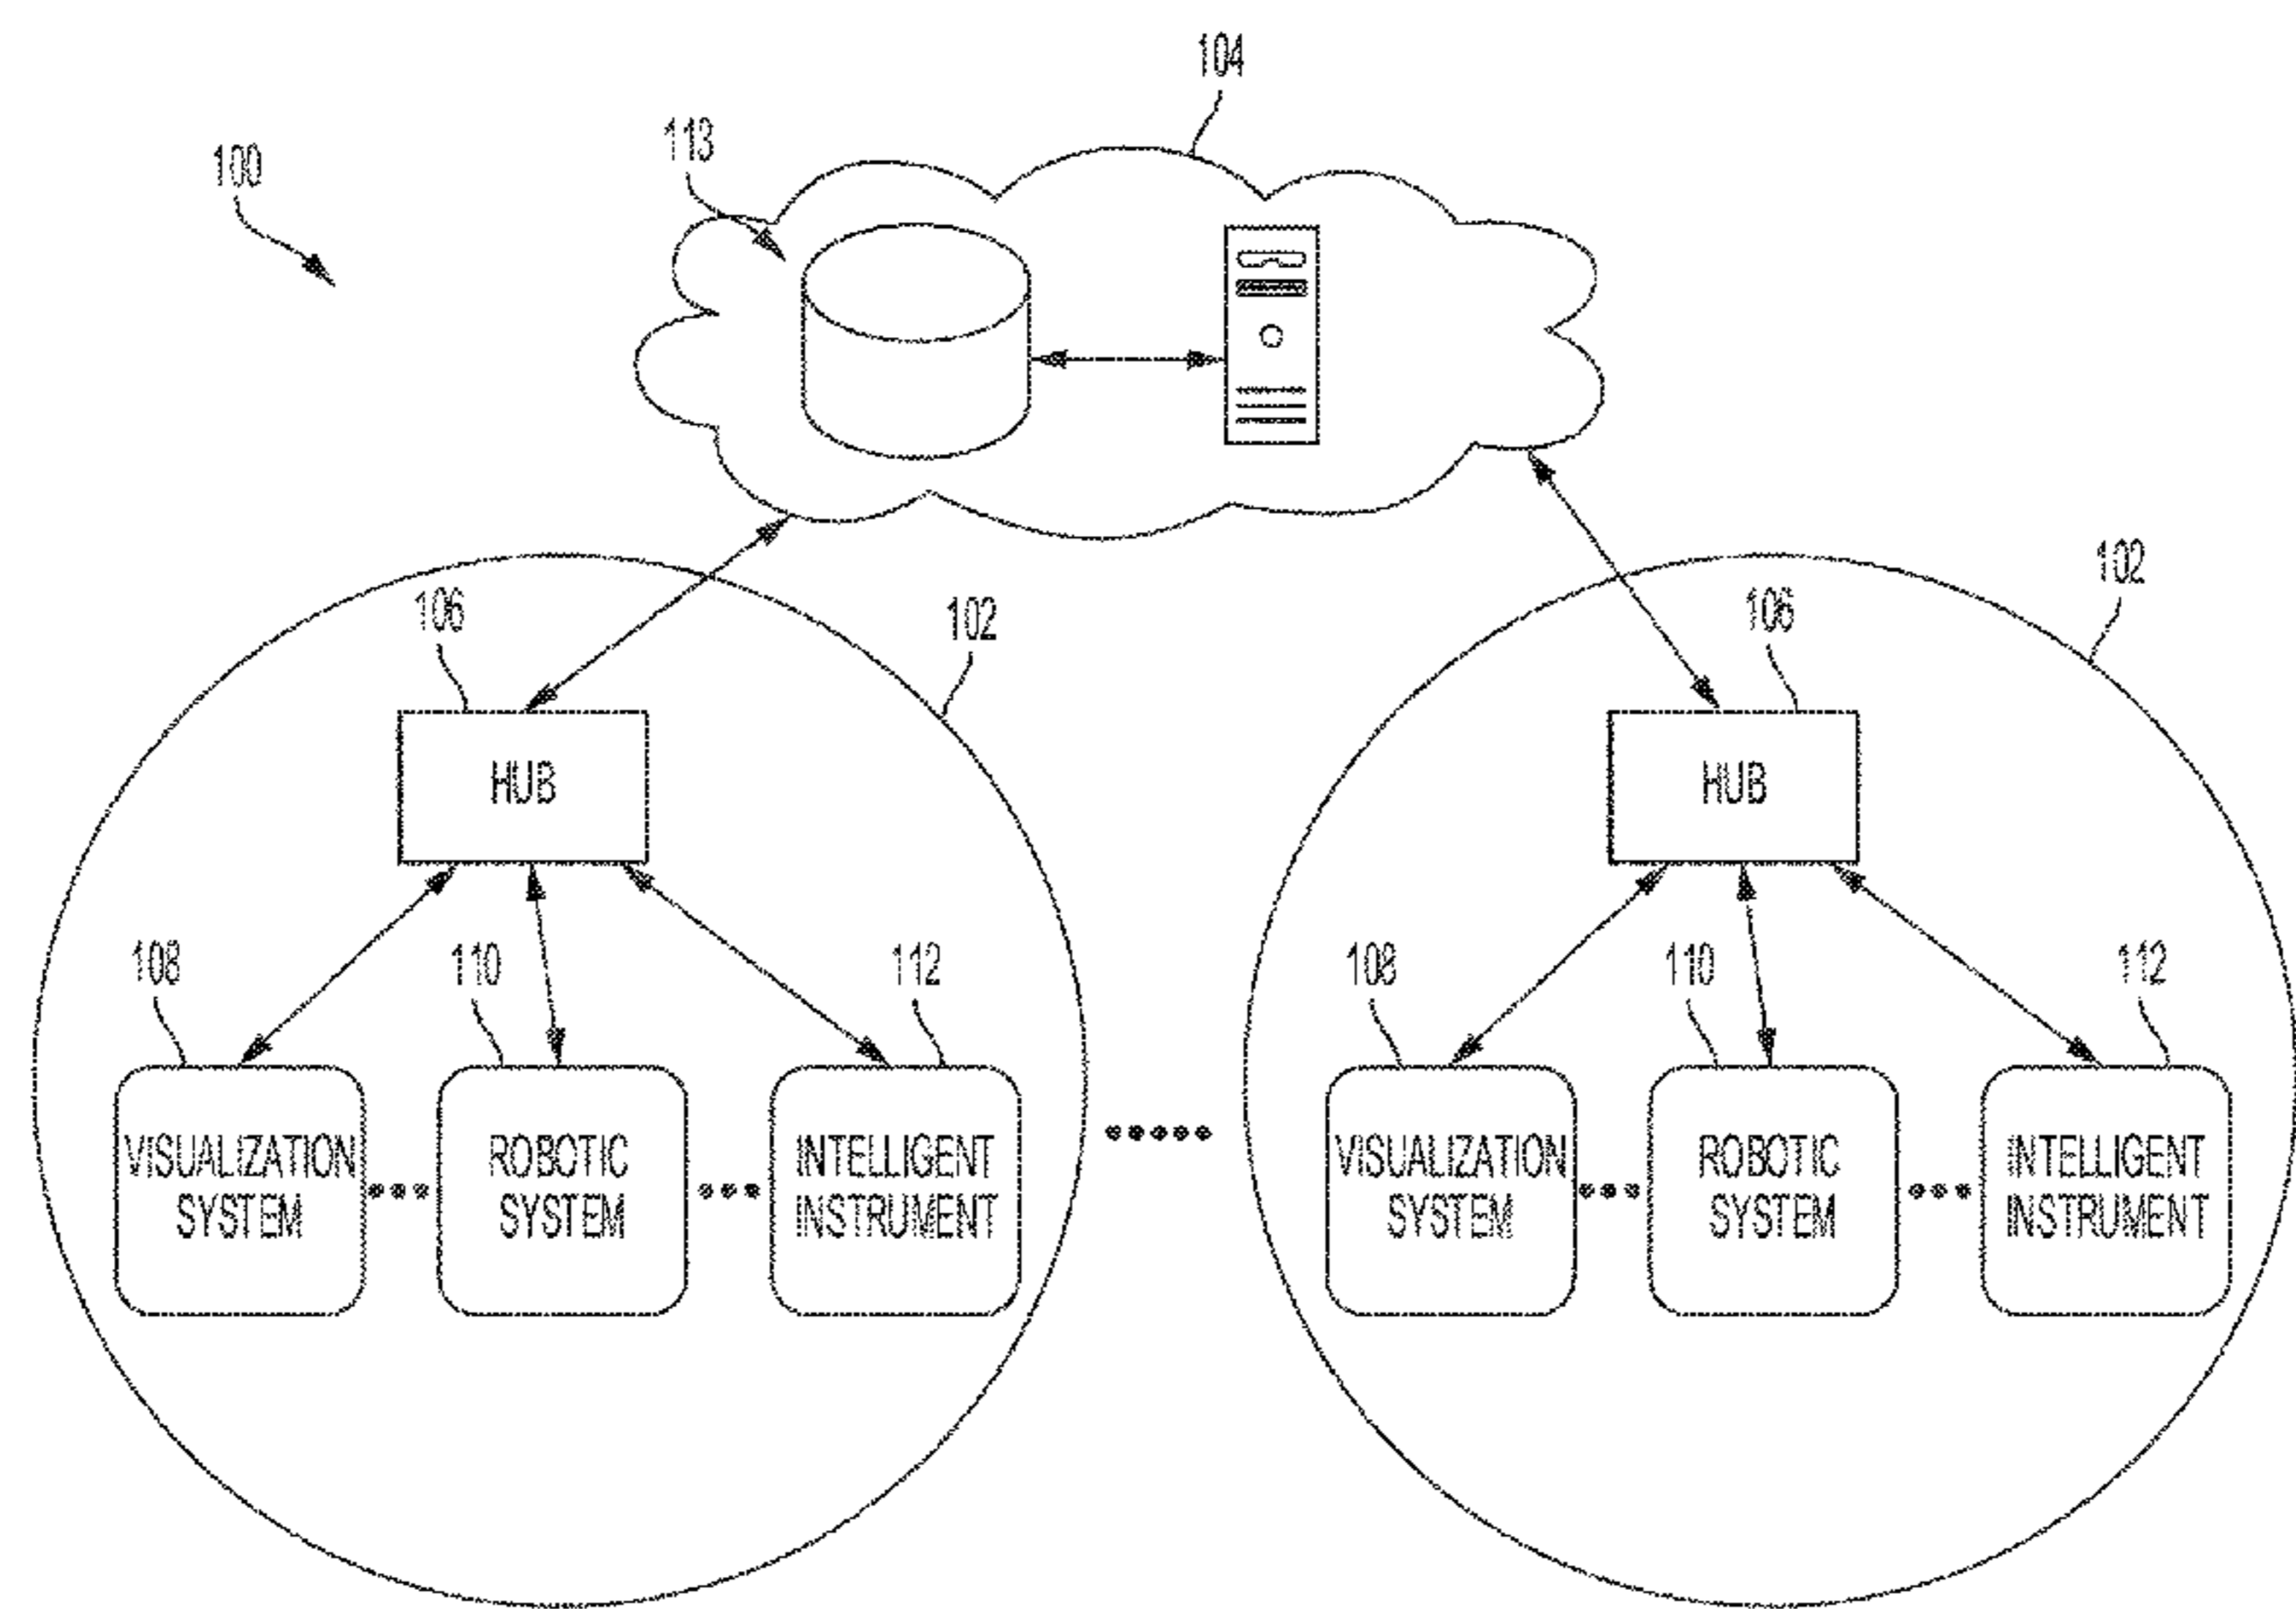 104
113
100
102
106
102
106
HUB
HUB
108
110
112
108
110
112
VISUALIZATION
SYSTEM
ROBOTIC
SYSTEM
INTELLIGENT
INSTRUMENT
VISUALIZATION
SYSTEM
ROBOTIC
SYSTEM
INTELLIGENT
INSTRUMENT